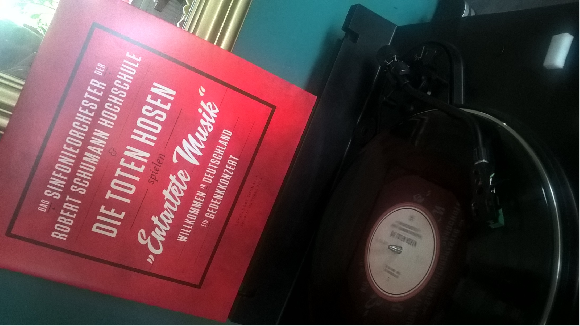 DAS SINFONIEORCHESTER DER
ROBERT SCHUMANN HOCHSCHULE
&
DIE TOTEN HOSEN
spielen
„Entartete Musik“
WILLKOMMEN IN DEUTSCHLAND
EIN GEDENKKONZERT